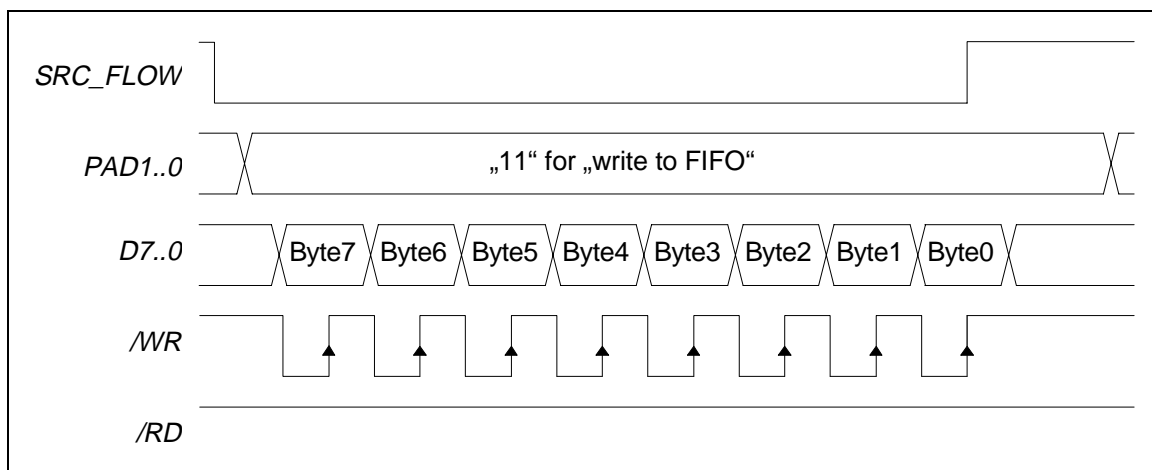 SRC_FLOW
PAD1..0
„11“ for „write to FIFO“
D7..0
Byte7 Byte6 Byte5 Byte4 Byte3 Byte2 Byte1 Byte0
/WR
/RD